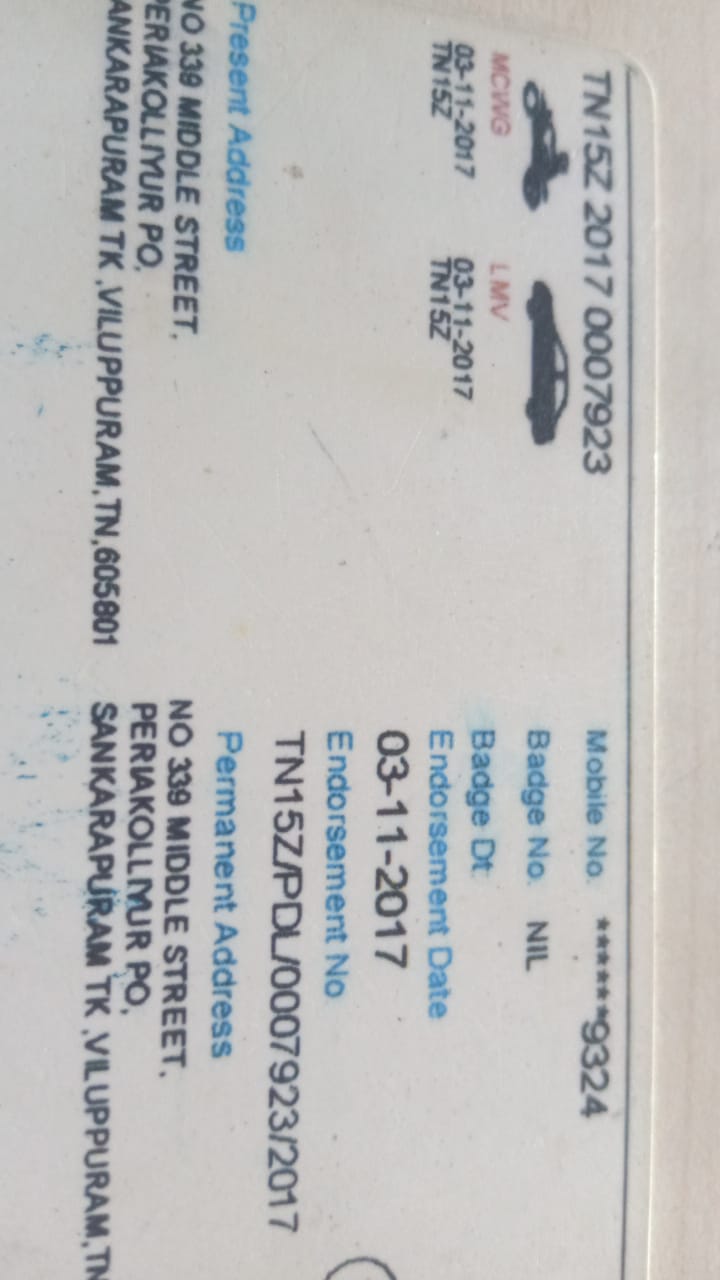 TN15Z 2017 0007923
MCWG
03-11-2017
TN15Z
LMV
03-11-2017
TN15Z
Mobile No. ******9324
Badge No. NIL
Badge Dt
Endorsement Date
03-11-2017
Endorsement No
TN15Z/PDL/0007923/2017
Present Address
NO 339 MIDDLE STREET,
PERIAKOLLIYUR PO,
ANKARAPURAM TK ,VILUPPURAM,TN,605801
Permanent Address
NO 339 MIDDLE STREET,
PERIAKOLLIYUR PO,
SANKARAPURAM TK ,VILUPPURAM,TN